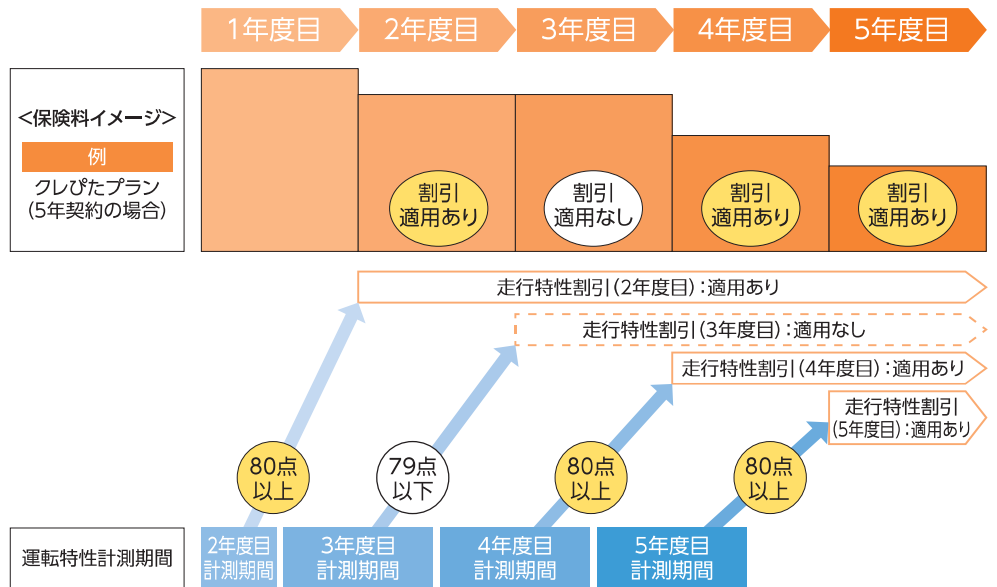 1年度目
2年度目
3年度目
4年度目
5年度目
<保険料イメージ>
例
クレぴたプラン
(5年契約の場合)
割引
適用あり
割引
適用なし
割引
適用あり
割引
適用あり
走行特性割引(2年度目):適用あり
走行特性割引(3年度目):適用なし
走行特性割引(4年度目):適用あり
走行特性割引
(5年度目):適用あり
80点
以上
79点
以下
80点
以上
80点
以上
運転特性計測期間
2年度目
計測期間
3年度目
計測期間
4年度目
計測期間
5年度目
計測期間